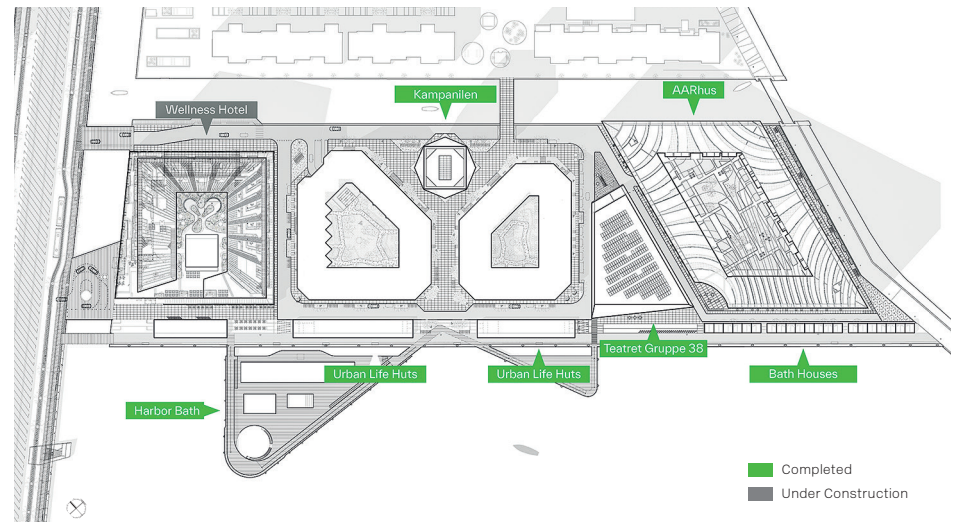 Kampanilen
AARhus
Wellness Hotel
Teatret Gruppe 38
Urban Life Huts
Urban Life Huts
Bath Houses
Harbor Bath
Completed
Under Construction